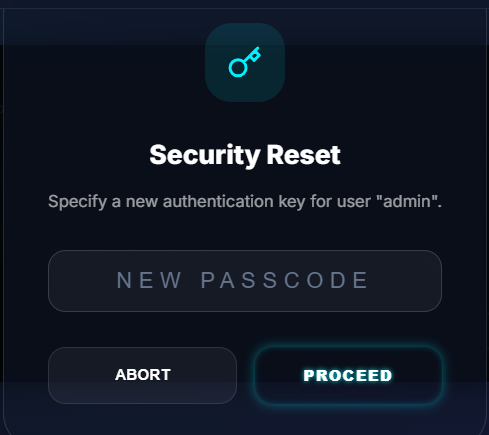 Security Reset
Specify a new authentication key for user "admin".
NEW PASSCODE
ABORT
PROCEED